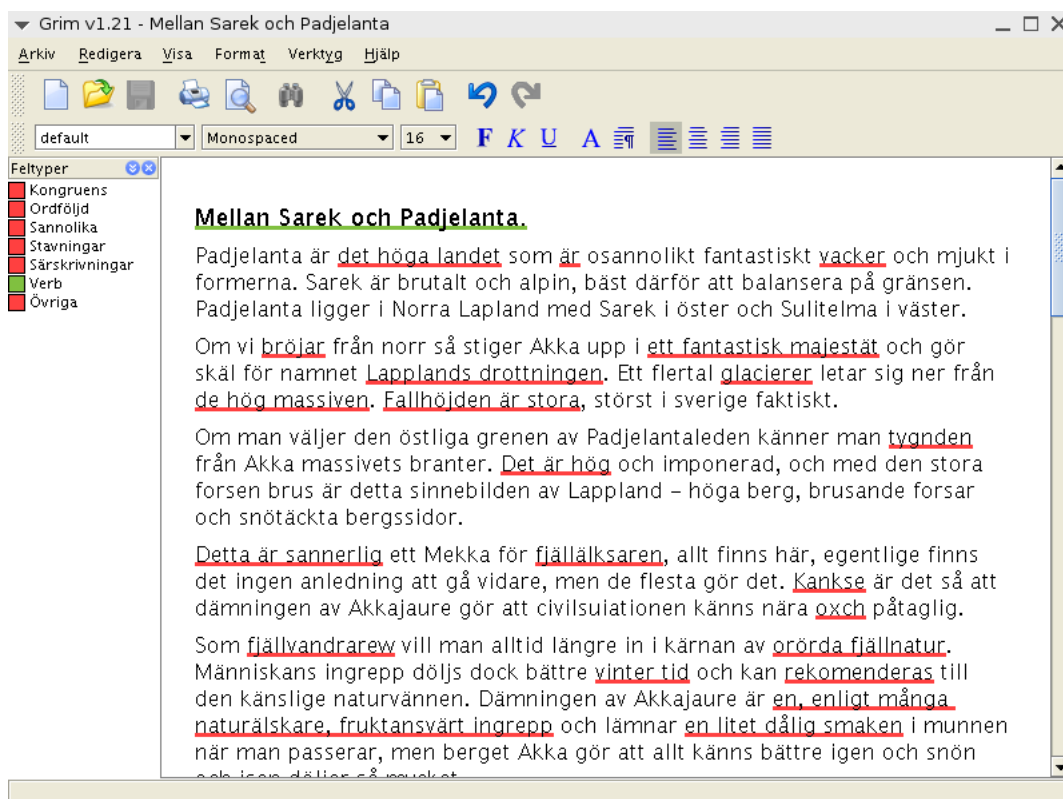 Grim v1.21 - Mellan Sarek och Padjelanta
Arkiv Redigera Visa Format Verktyg Hjälp
default Monospaced 16 F K U A
Feltyper
Kongruens
Ordföljd
Sannolika
Stavningar
Särskrivningar
Verb
Övriga
Mellan Sarek och Padjelanta.
Padjelanta är det höga landet som är osannolikt fantastiskt vacker och mjukt i
formerna. Sarek är brutalt och alpin, bäst därför att balansera på gränsen.
Padjelanta ligger i Norra Lapland med Sarek i öster och Sulitelma i väster.
Om vi bröjar från norr så stiger Akka upp i ett fantastisk majestät och gör
skäl för namnet Lapplands drottningen. Ett flertal glacierer letar sig ner från
de hög massiven. Fallhöjden är stora, störst i sverige faktiskt.
Om man väljer den östliga grenen av Padjelantaleden känner man tygnden
från Akka massivets branter. Det är hög och imponerad, och med den stora
forsen brus är detta sinnebilden av Lappland – höga berg, brusande forsar
och snötäckta bergssidor.
Detta är sannerlig ett Mekka för fjällälksaren, allt finns här, egentlige finns
det ingen anledning att gå vidare, men de flesta gör det. Kankse är det så att
dämningen av Akkajaure gör att civilsuiationen känns nära oxch påtaglig.
Som fjällvandrarew vill man alltid längre in i kärnan av orörda fjällnatur.
Människans ingrepp döljs dock bättre vinter tid och kan rekomenderas till
den känslige naturvännen. Dämningen av Akkajaure är en, enligt många
naturälskare, fruktansvärt ingrepp och lämnar en litet dålig smaken i munnen
när man passerar, men berget Akka gör att allt känns bättre igen och snön
och isen döljer så mycket